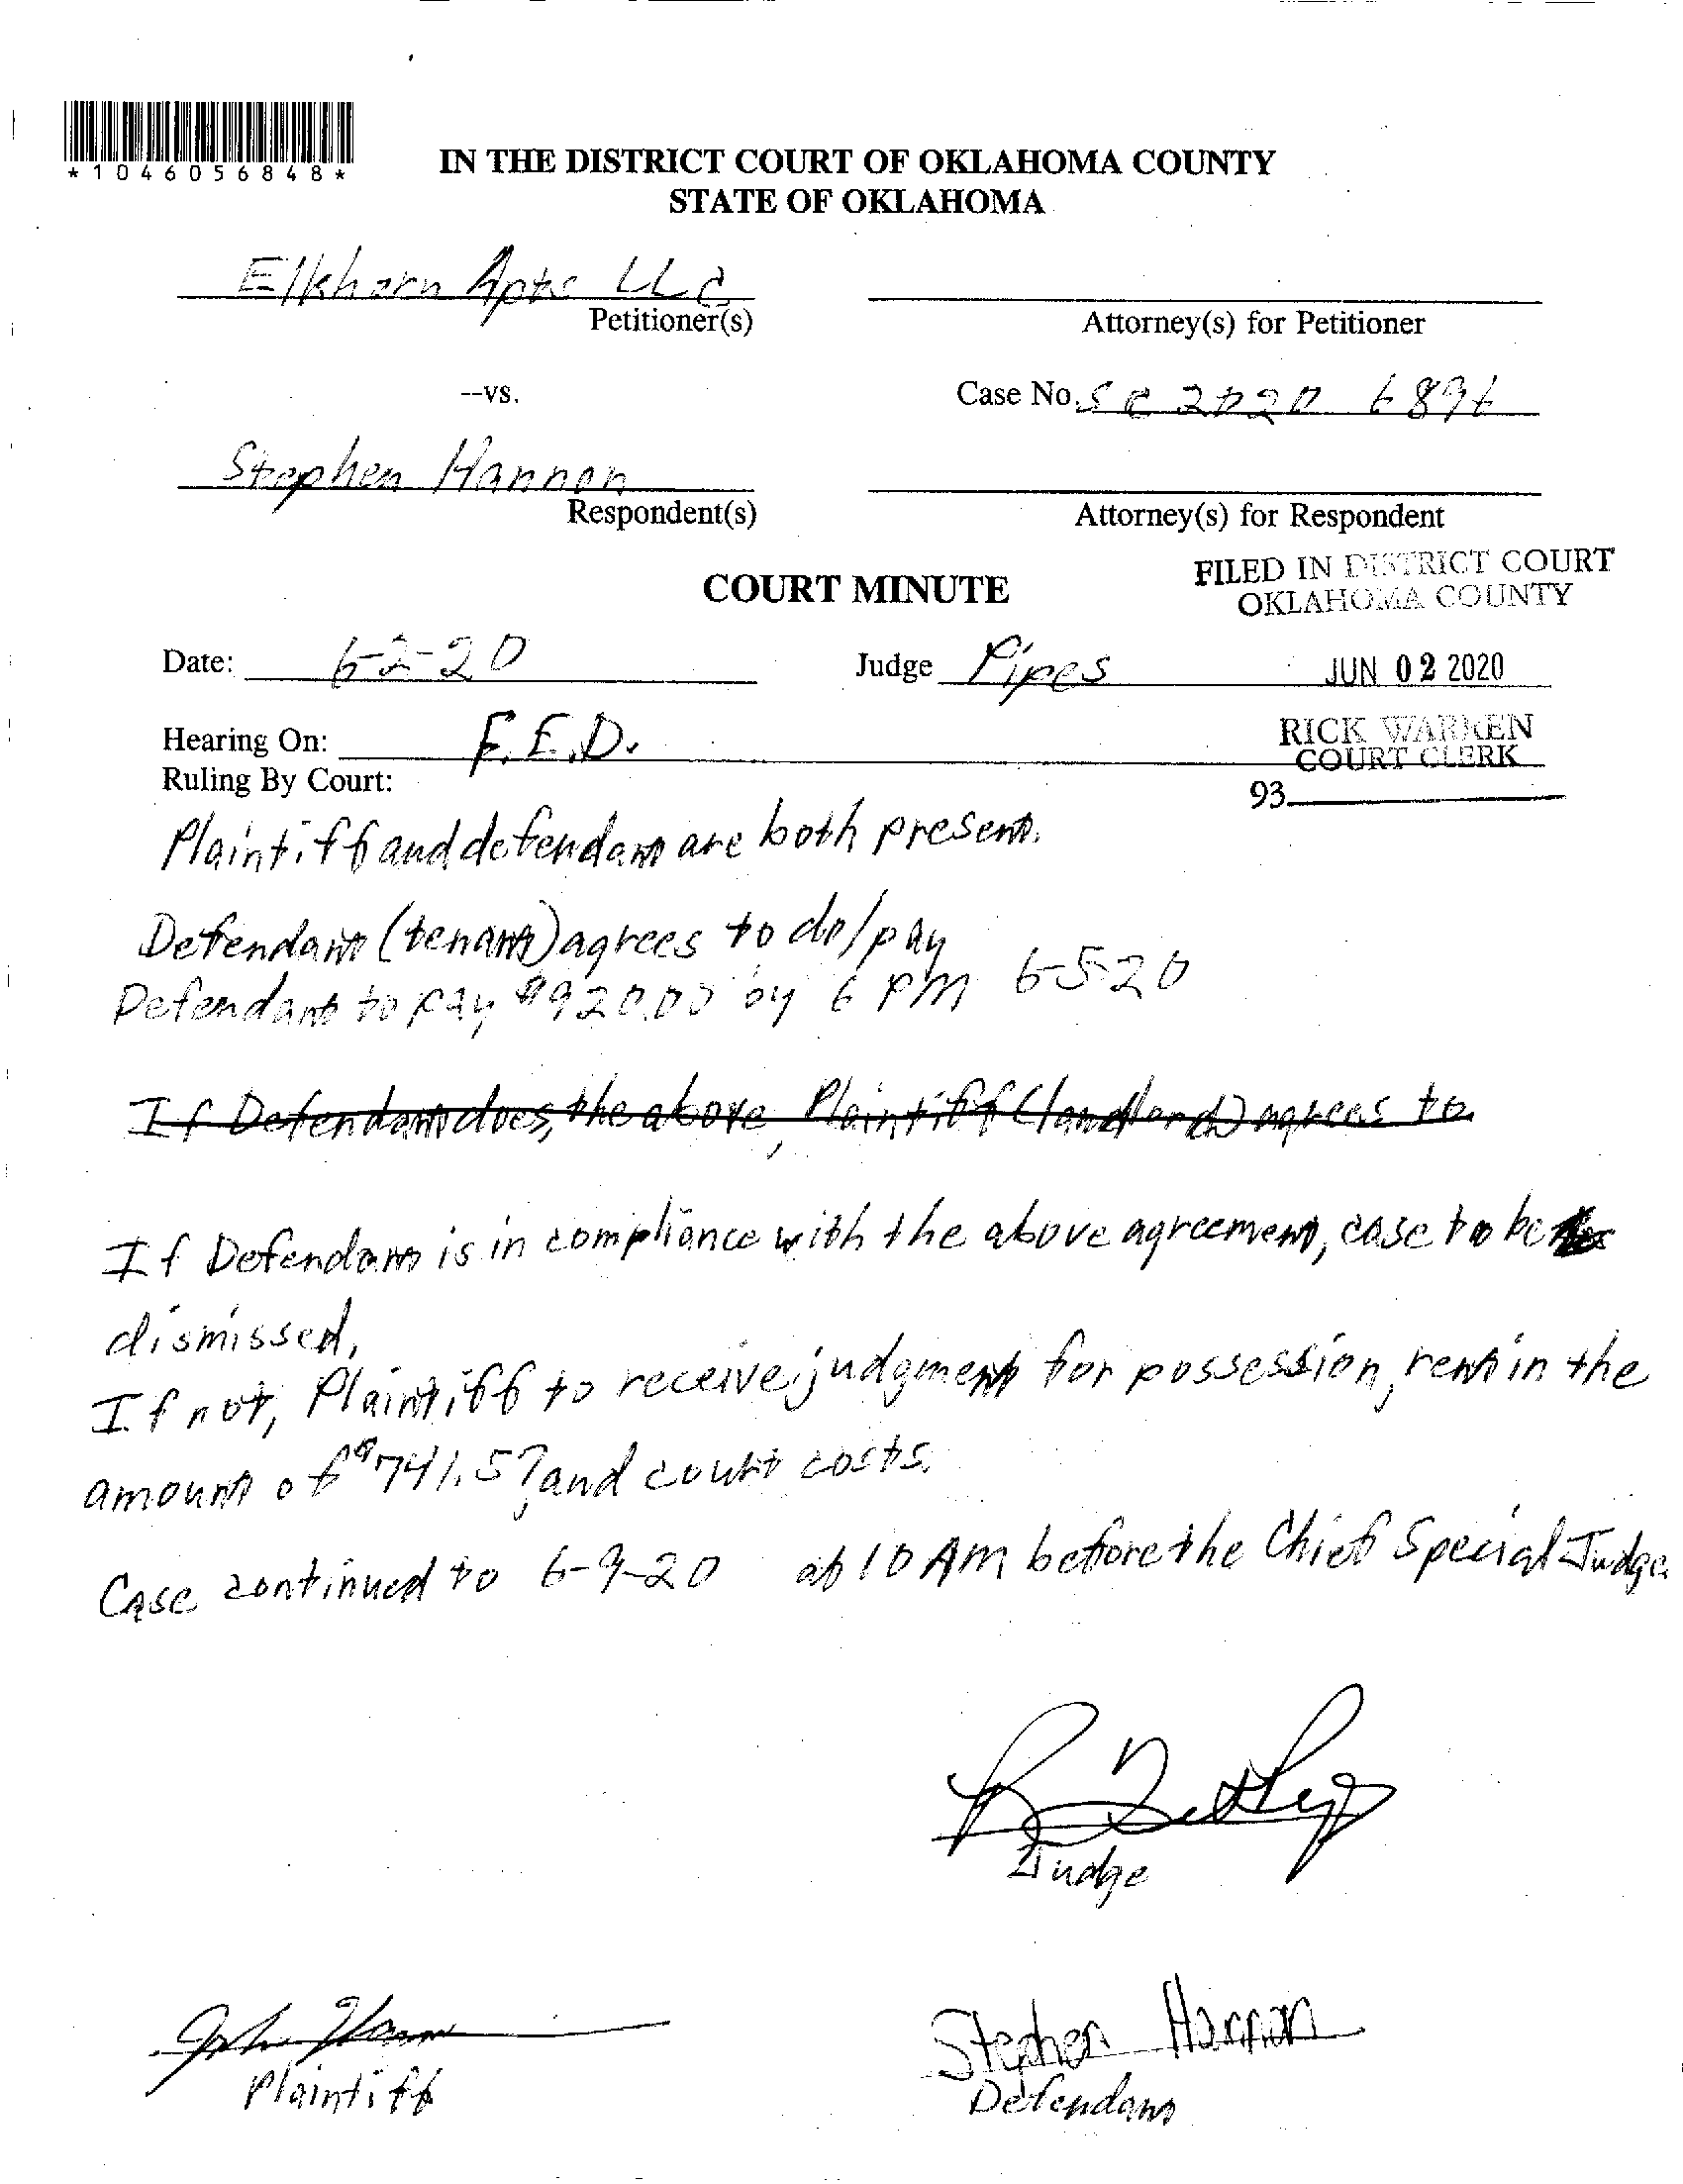 *1046056848*
IN THE DISTRICT COURT OF OKLAHOMA COUNTY
STATE OF OKLAHOMA
Elkhorn Apts LLC
Petitioner(s)
Attorney(s) for Petitioner
--vs.
Case No. SC 2020 6896
Stephen Hannon
Respondent(s)
Attorney(s) for Respondent
COURT MINUTE
FILED IN DISTRICT COURT
OKLAHOMA COUNTY
Date: 6-2-20
Judge Pipes
JUN 02 2020
Hearing On: F.E.D.
RICK WARREN
COURT CLERK
Ruling By Court:
93
Plaintiff and defendant are both present.
Defendant (tenant) agrees to do/pay
Defendant to pay $920.00 by 6 PM 6-5-20
If Defendant does, the above, Plaintiff (landlord) agrees to
If Defendant is in compliance with the above agreement, case to be
dismissed.
If not, Plaintiff to receive judgment for possession, rent in the
amount of $741.57, and court costs.
Case continued to 6-9-20 at 10 AM before the Chief Special Judge
Judge
Plaintiff
Stephen Hannon
Defendant